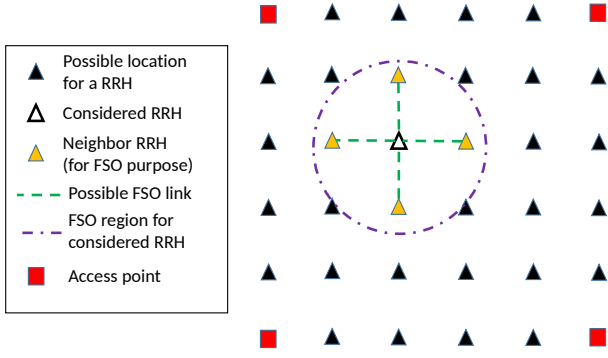 Possible location
for a RRH
Considered RRH
Neighbor RRH
(for FSO purpose)
Possible FSO link
FSO region for
considered RRH
Access point